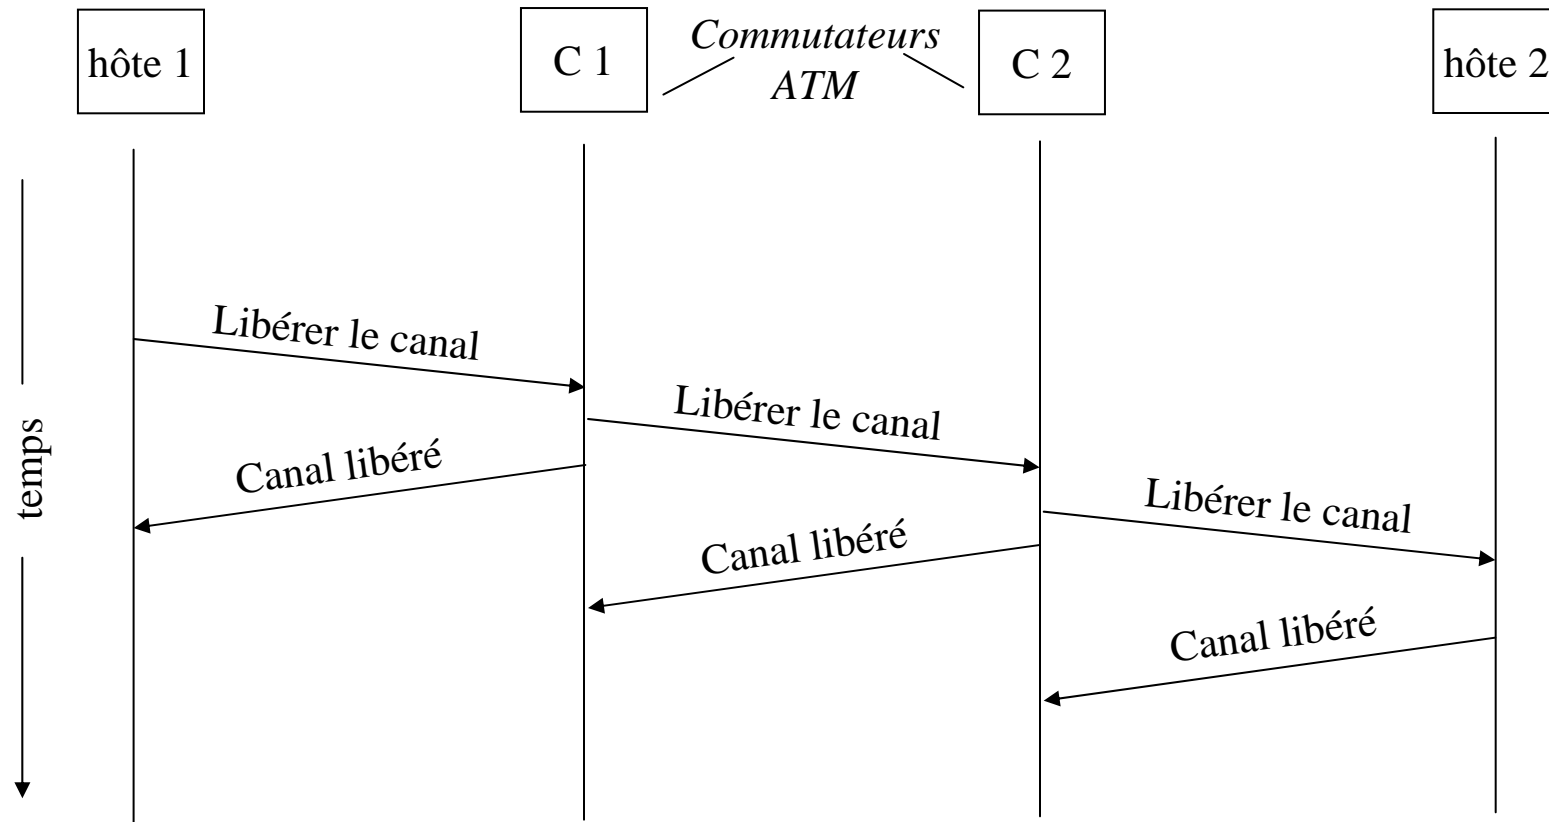 hôte 1
C 1
Commutateurs
ATM
C 2
hôte 2
temps
Libérer le canal
Libérer le canal
Canal libéré
Libérer le canal
Canal libéré
Canal libéré